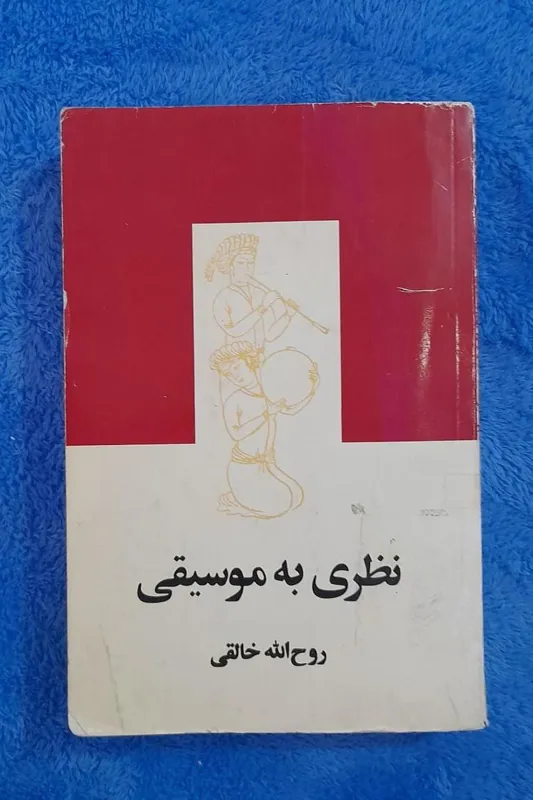 نظری به موسیقی
روح‌الله خالقی